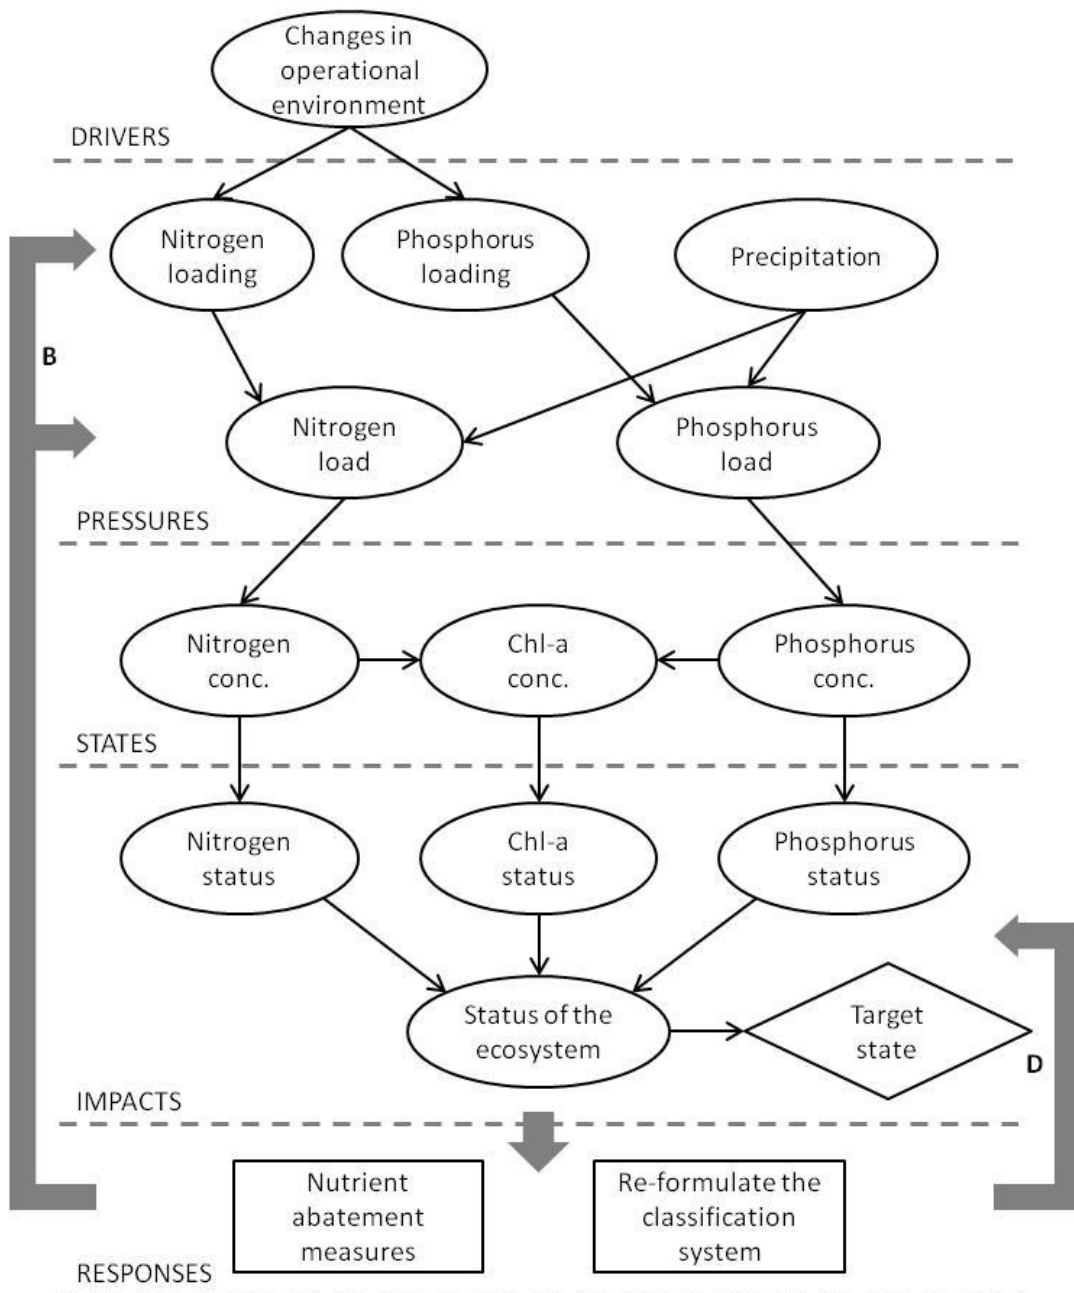 Changes in
operational
environment
DRIVERS
Nitrogen
loading
Phosphorus
loading
Precipitation
B
Nitrogen
load
Phosphorus
load
PRESSURES
Nitrogen
conc.
Chl-a
conc.
Phosphorus
conc.
STATES
Nitrogen
status
Chl-a
status
Phosphorus
status
Status of the
ecosystem
Target
state
D
IMPACTS
Nutrient
abatement
measures
Re-formulate the
classification
system
RESPONSES